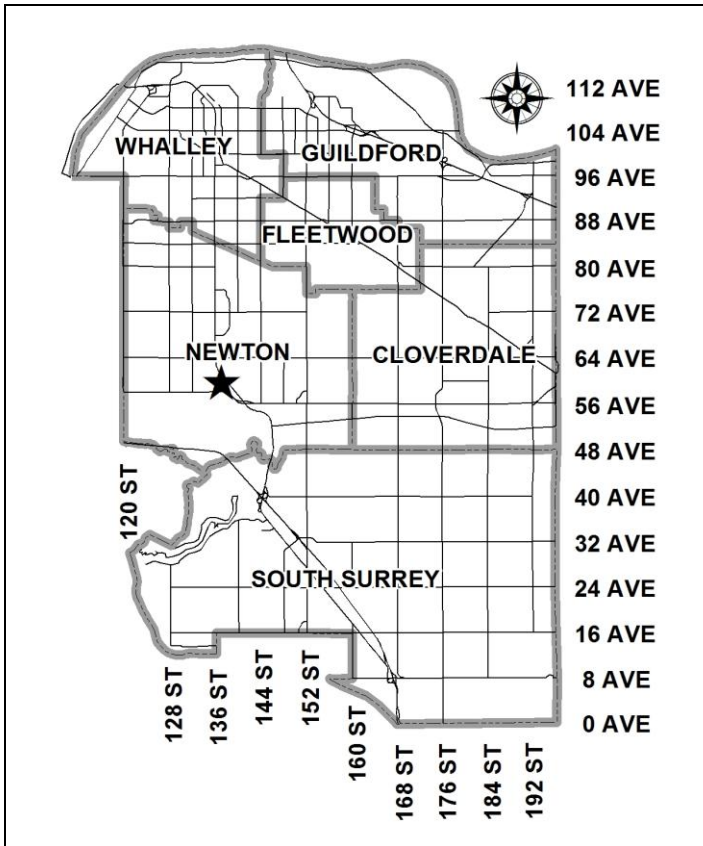 112 AVE
104 AVE
WHALLEY
GUILDFORD
96 AVE
88 AVE
FLEETWOOD
80 AVE
72 AVE
NEWTON
CLOVERDALE
64 AVE
56 AVE
48 AVE
120 ST
40 AVE
32 AVE
SOUTH SURREY
24 AVE
16 AVE
8 AVE
128 ST
136 ST
144 ST
152 ST
160 ST
0 AVE
168 ST
176 ST
184 ST
192 ST